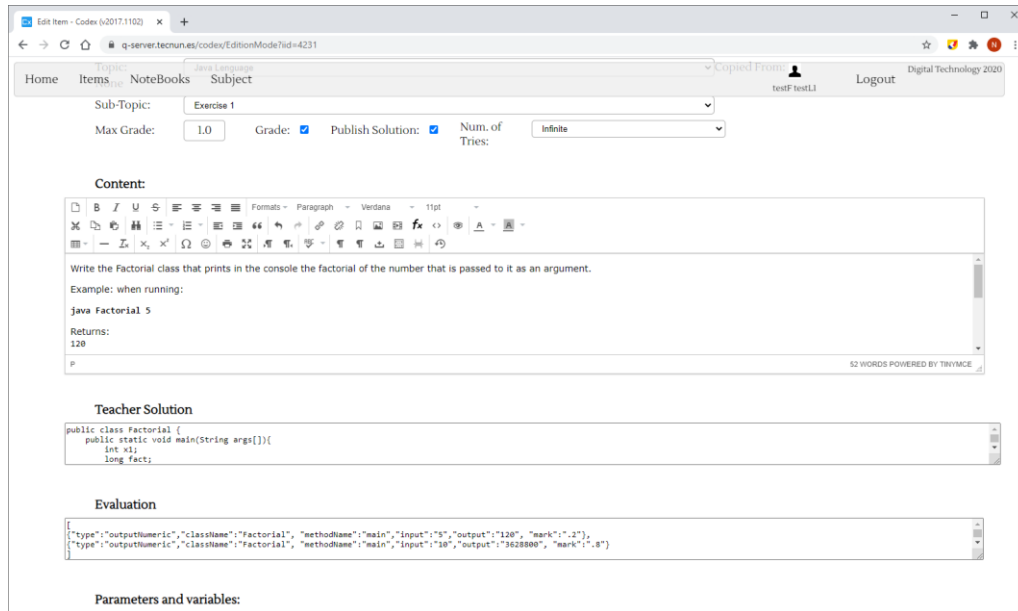 Edit Item - Codex (v2017.1102)
q-server.tecnun.es/codex/EditionMode?iid=4231
N
Topic: Java Language Copied From: Digital Technology 2020
Home Items NoteBooks Subject Logout
None testF testL1
Sub-Topic: Exercise 1
Max Grade: 1.0 Grade: Publish Solution: Num. of Tries: Infinite
Content:
Formats Paragraph Verdana 11pt
Write the Factorial class that prints in the console the factorial of the number that is passed to it as an argument.
Example: when running:
java Factorial 5
Returns:
120
P 52 WORDS POWERED BY TINYMCE
Teacher Solution
public class Factorial {
public static void main(String args[]){
int x1;
long fact;
Evaluation
[
{"type":"outputNumeric","className":"Factorial", "methodName":"main","input":"5","output":"120", "mark":".2"},
{"type":"outputNumeric","className":"Factorial", "methodName":"main","input":"10","output":"3628800", "mark":".8"}
]
Parameters and variables: